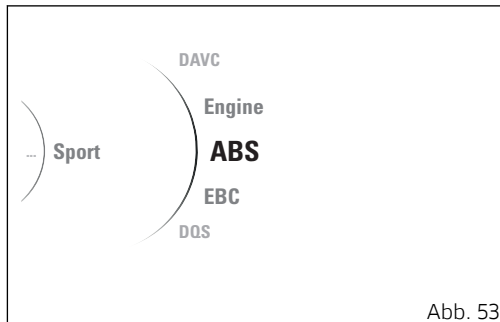 DAVC
Engine
... Sport ABS
EBC
DQS
Abb. 53